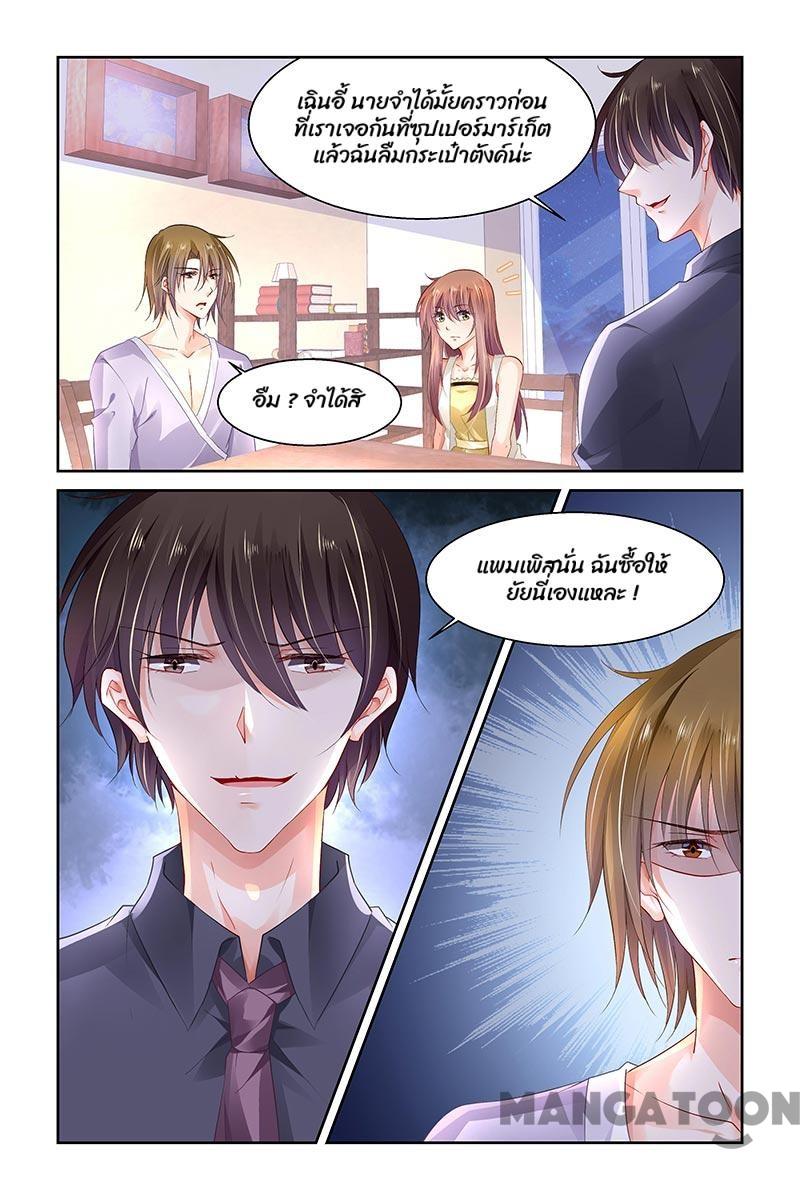 เฉินอี้ นายจำได้มั้ยคราวก่อน
ที่เราเจอกันที่ซุปเปอร์มาร์เก็ต
แล้วฉันลืมกระเป๋าตังค์น่ะ
อืม ? จำได้สิ
แพมเพิสนั่น ฉันซื้อให้
ยัยนี่เองแหละ !
MANGATOON